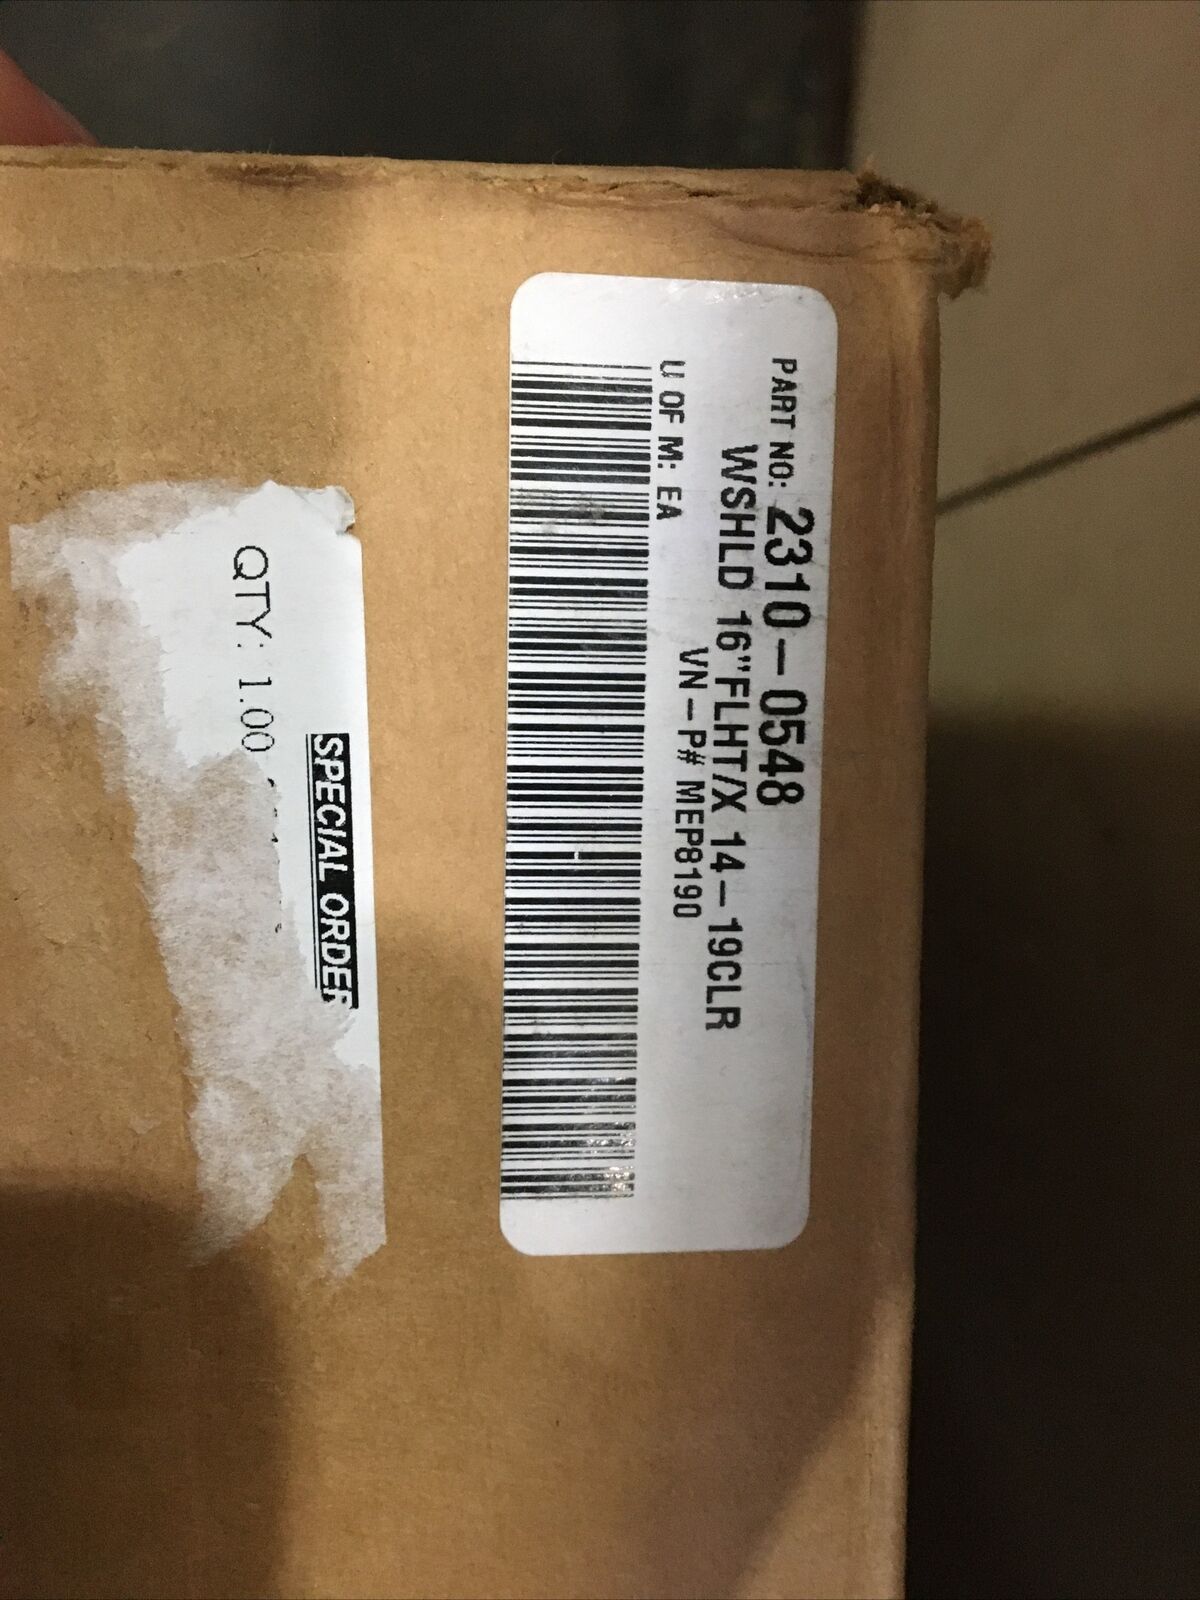 PART NO: 2310-0548
WSHLD 16"FLHT/X 14-19CLR
VN-P# MEP8190
U OF M: EA
SPECIAL ORDER
QTY: 1.00